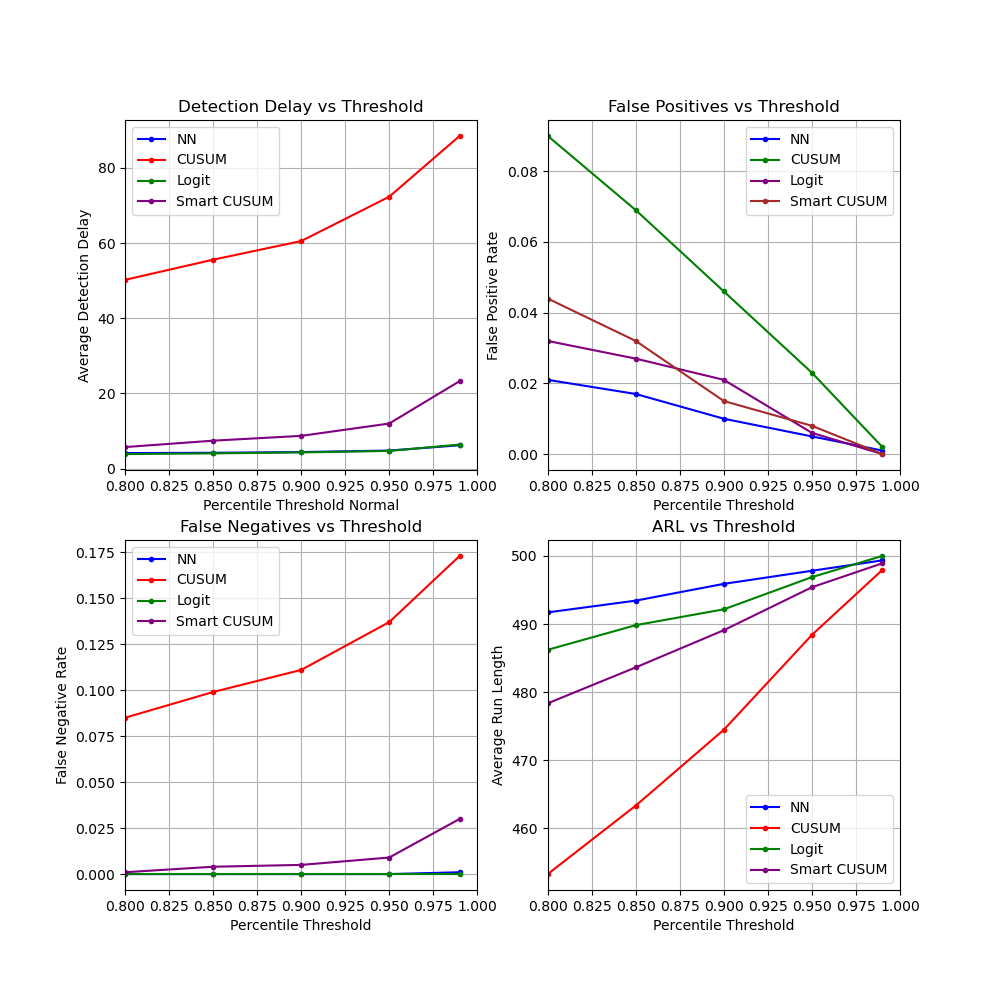 Detection Delay vs Threshold
NN
CUSUM
Logit
Smart CUSUM
80
60
40
20
0
Average Detection Delay
0.800 0.825 0.850 0.875 0.900 0.925 0.950 0.975 1.000
Percentile Threshold Normal
False Positives vs Threshold
NN
CUSUM
Logit
Smart CUSUM
0.08
0.06
0.04
0.02
0.00
False Positive Rate
0.800 0.825 0.850 0.875 0.900 0.925 0.950 0.975 1.000
Percentile Threshold
False Negatives vs Threshold
NN
CUSUM
Logit
Smart CUSUM
0.175
0.150
0.125
0.100
0.075
0.050
0.025
0.000
False Negative Rate
0.800 0.825 0.850 0.875 0.900 0.925 0.950 0.975 1.000
Percentile Threshold
ARL vs Threshold
500
490
480
470
460
Average Run Length
NN
CUSUM
Logit
Smart CUSUM
0.800 0.825 0.850 0.875 0.900 0.925 0.950 0.975 1.000
Percentile Threshold